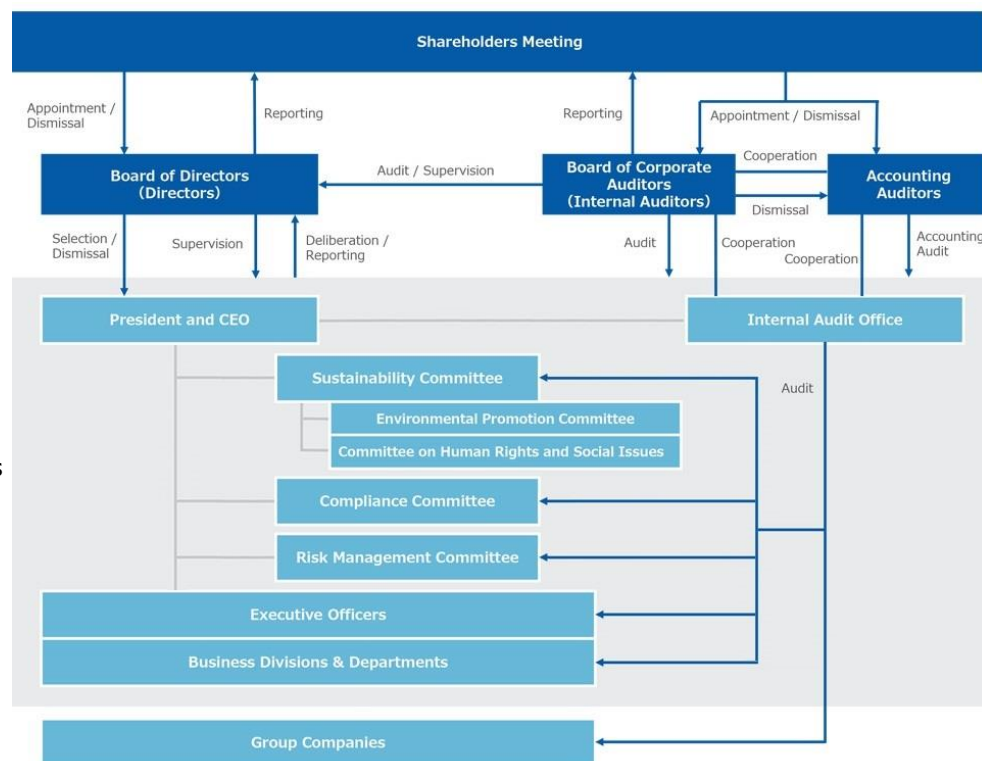 Shareholders Meeting
Appointment /
Dismissal
Reporting
Reporting
Appointment / Dismissal
Board of Directors
(Directors)
Audit / Supervision
Board of Corporate
Auditors
(Internal Auditors)
Cooperation
Dismissal
Accounting
Auditors
Selection /
Dismissal
Supervision
Deliberation /
Reporting
Audit
Cooperation
Cooperation
Accounting
Audit
President and CEO
Internal Audit Office
Sustainability Committee
Audit
Environmental Promotion Committee
Committee on Human Rights and Social Issues
s
Compliance Committee
Risk Management Committee
Executive Officers
Business Divisions & Departments
Group Companies